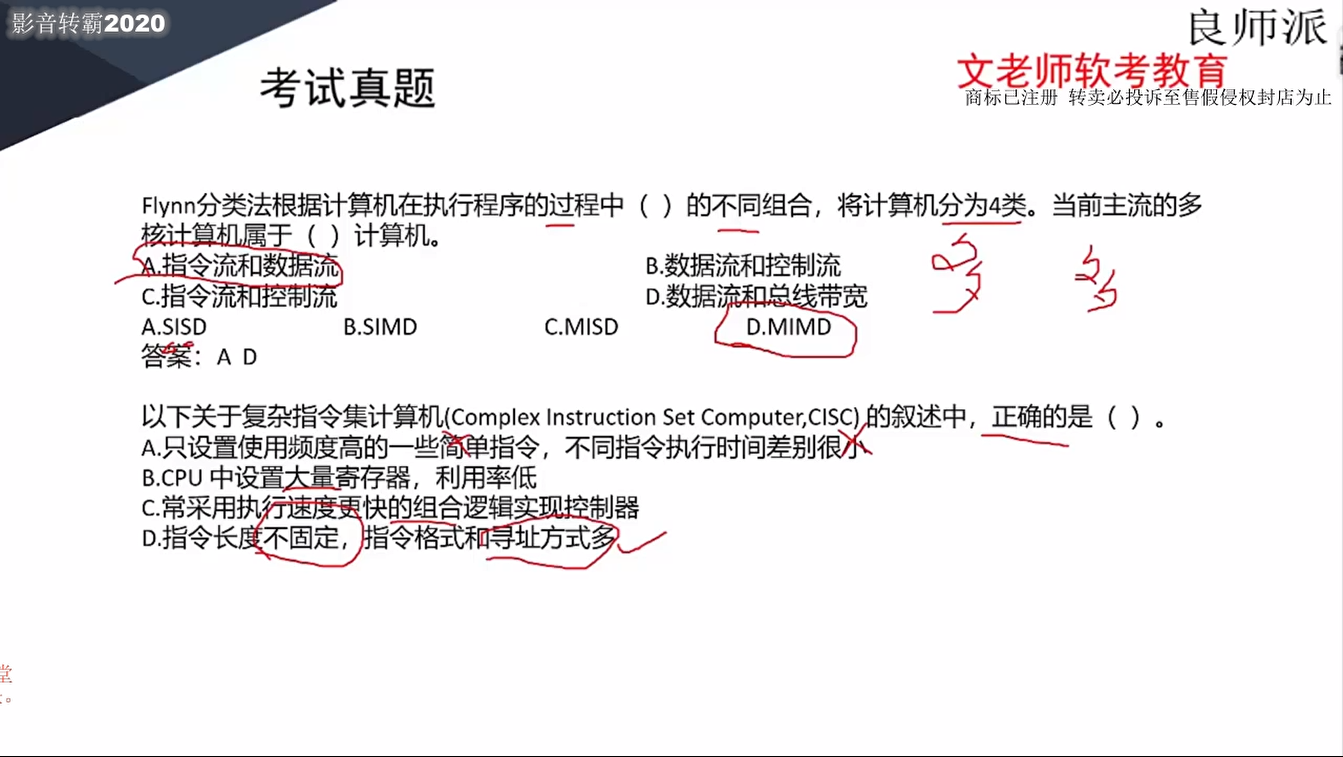 影音转霸2020
良师派
文老师软考教育
商标已注册 转卖必投诉至售假侵权封店为止
考试真题
Flynn分类法根据计算机在执行程序的过程中（ ）的不同组合，将计算机分为4类。当前主流的多
核计算机属于（ ）计算机。
A.指令流和数据流 B.数据流和控制流
C.指令流和控制流 D.数据流和总线带宽
A.SISD B.SIMD C.MISD D.MIMD
答案：A D
以下关于复杂指令集计算机(Complex Instruction Set Computer,CISC) 的叙述中，正确的是（ ）。
A.只设置使用频度高的一些简单指令，不同指令执行时间差别很小
B.CPU 中设置大量寄存器，利用率低
C.常采用执行速度更快的组合逻辑实现控制器
D.指令长度不固定，指令格式和寻址方式多
堂